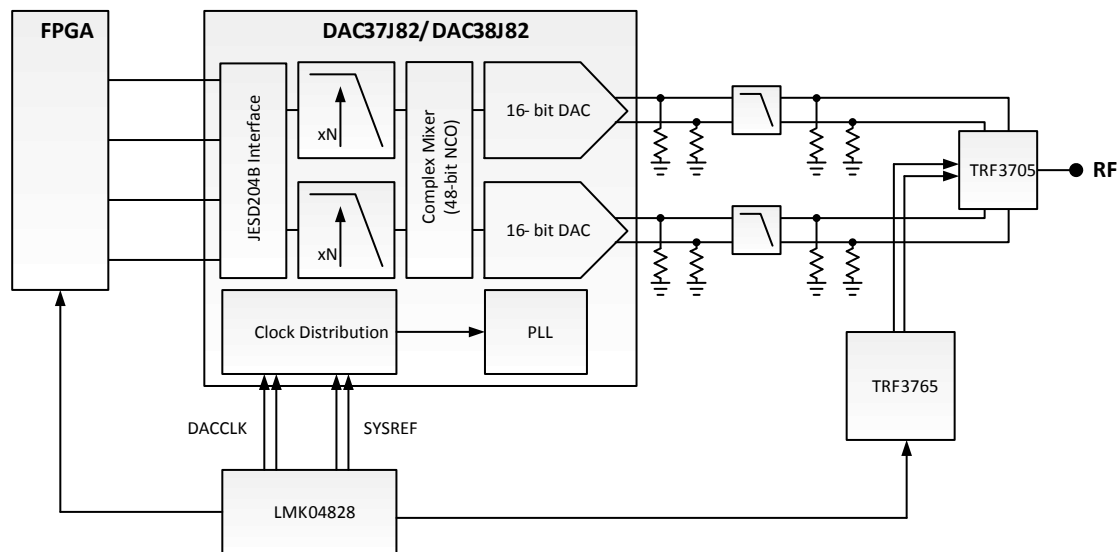 FPGA
DAC37J82/ DAC38J82
JESD204B Interface
xN
xN
Complex Mixer
(48-bit NCO)
16- bit DAC
16- bit DAC
TRF3705
RF
Clock Distribution
PLL
TRF3765
DACCLK
SYSREF
LMK04828